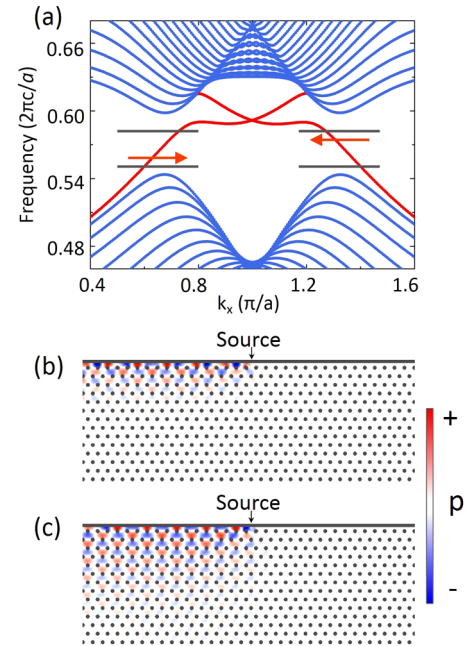 (a)
0.66
0.60
0.54
0.48
Frequency (2πc/a)
0.4 0.8 1.2 1.6
kx (π/a)
Source
(b)
+
p
-
Source
(c)